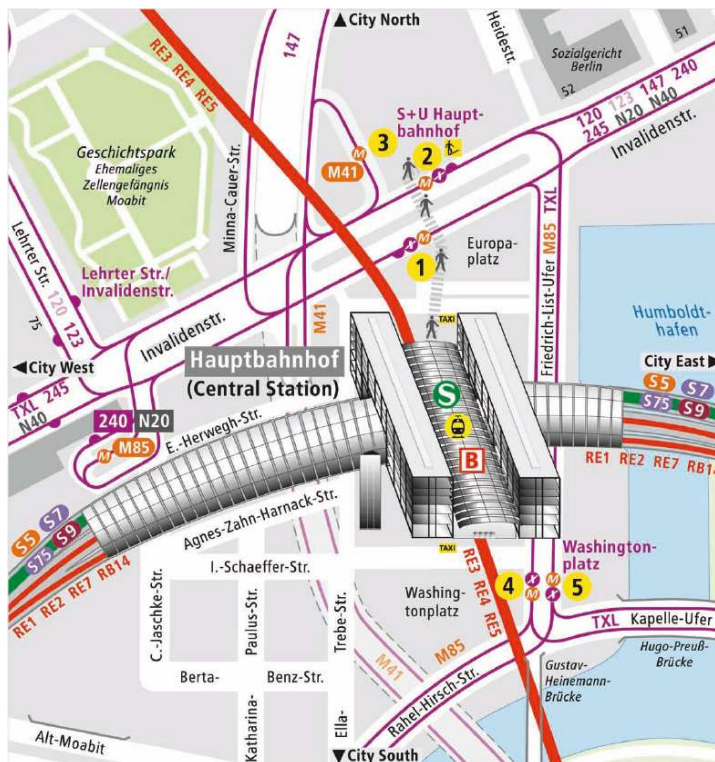 ▲City North
Heidestr.
Sozialgericht
Berlin
51
52
147
RE3 RE4 RE5
S+U Haupt-
bahnhof
3
2
M
M41
M
X
120 123 147 240
245 N20 N40
Invalidenstr.
Geschichtspark
Ehemaliges
Zellengefängnis
Moabit
Minna-Cauer-Str.
Lehrter Str.
120 123
75
Lehrter Str./
Invalidenstr.
X
M
1
Europa-
platz
Friedrich-List-Ufer M85 TXL
Humboldt-
hafen
Invalidenstr.
M41
TAXI
◄City West
City East►
Hauptbahnhof
(Central Station)
TXL 245
N40
S5
S7
S75
S9
240 N20
M
M85
E.-Herwegh-Str.
S
B
RE1 RE2 RE7 RB14
S5
S7
S75
S9
RE1 RE2 RE7 RB14
Agnes-Zahn-Harnack-Str.
TAXI
I.-Schaeffer-Str.
RE3 RE4 RE5
Washington-
platz
4
X
M
M
X
5
Washing-
tonplatz
C.-Jaschke-Str.
Paulus-Str.
Trebe-Str.
TXL
Kapelle-Ufer
Hugo-Preuß-
Brücke
M41
M85
Rahel-Hirsch-Str.
Gustav-
Heinemann-
Brücke
Berta-
Benz-Str.
Katharina-
Ella-
Alt-Moabit
▼City South